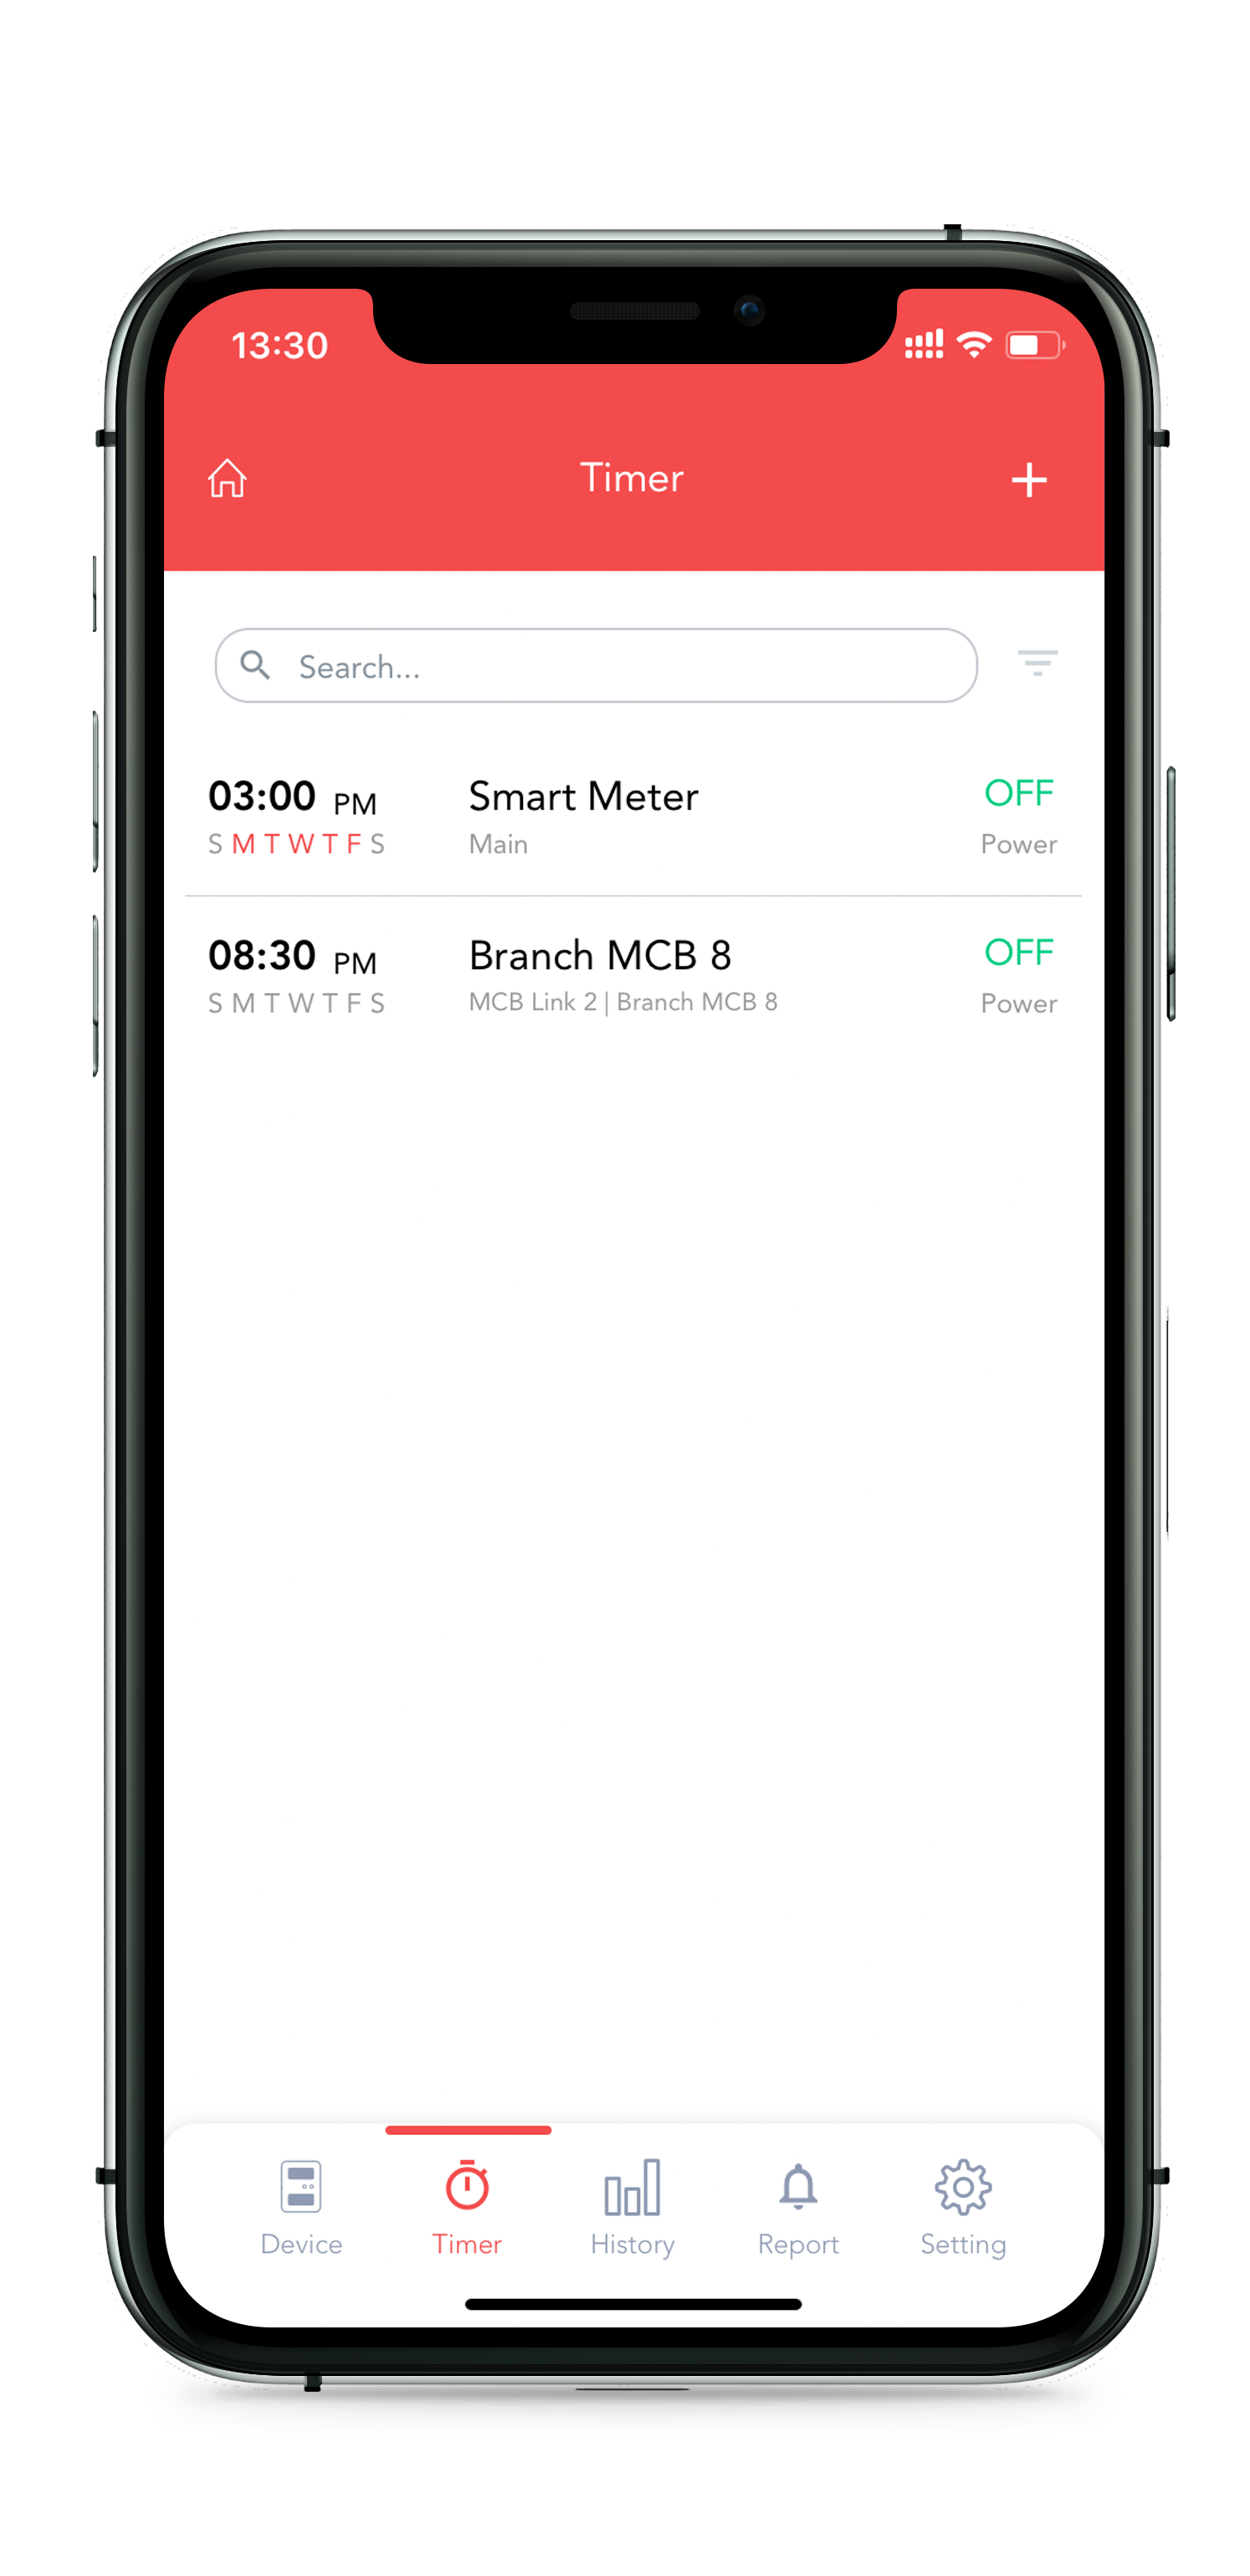 13:30
Timer
Search...
03:00 PM Smart Meter OFF
S M T W T F S Main Power
08:30 PM Branch MCB 8 OFF
S M T W T F S MCB Link 2 | Branch MCB 8 Power
Device Timer History Report Setting